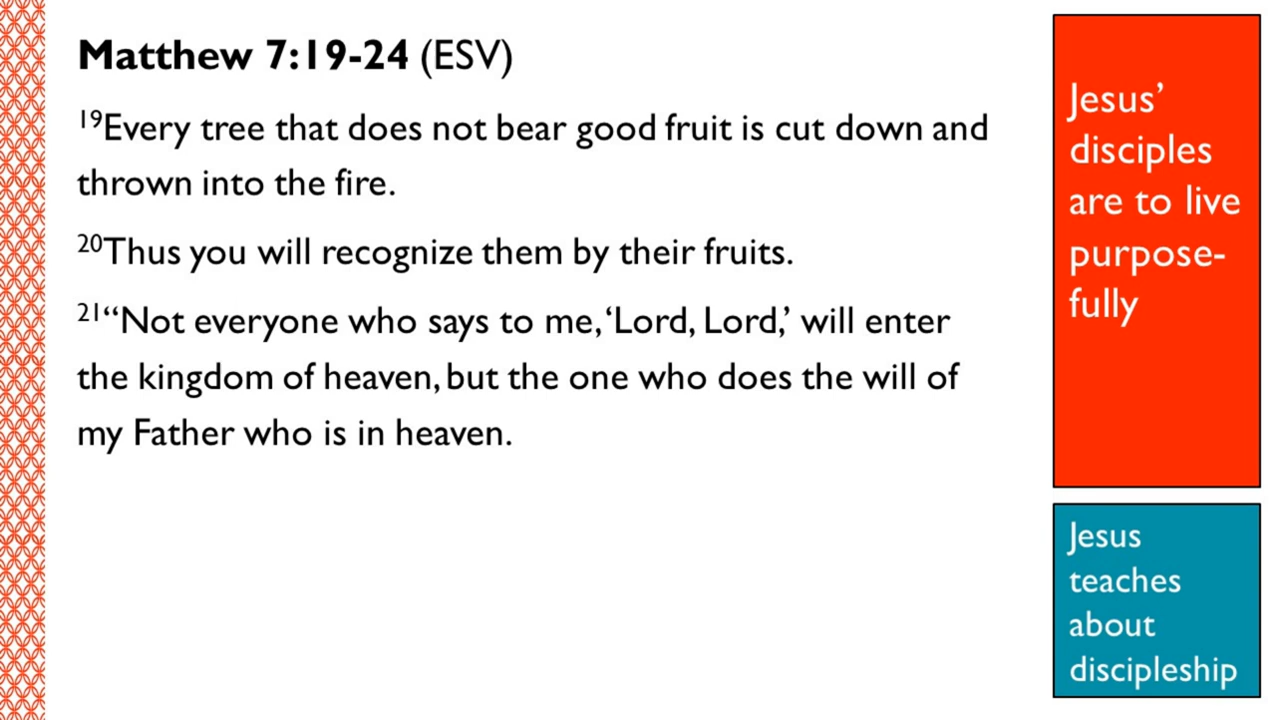 Matthew 7:19-24 (ESV)
19Every tree that does not bear good fruit is cut down and
thrown into the fire.
20Thus you will recognize them by their fruits.
21“Not everyone who says to me, ‘Lord, Lord,’ will enter
the kingdom of heaven, but the one who does the will of
my Father who is in heaven.
Jesus’
disciples
are to live
purpose-
fully
Jesus
teaches
about
discipleship